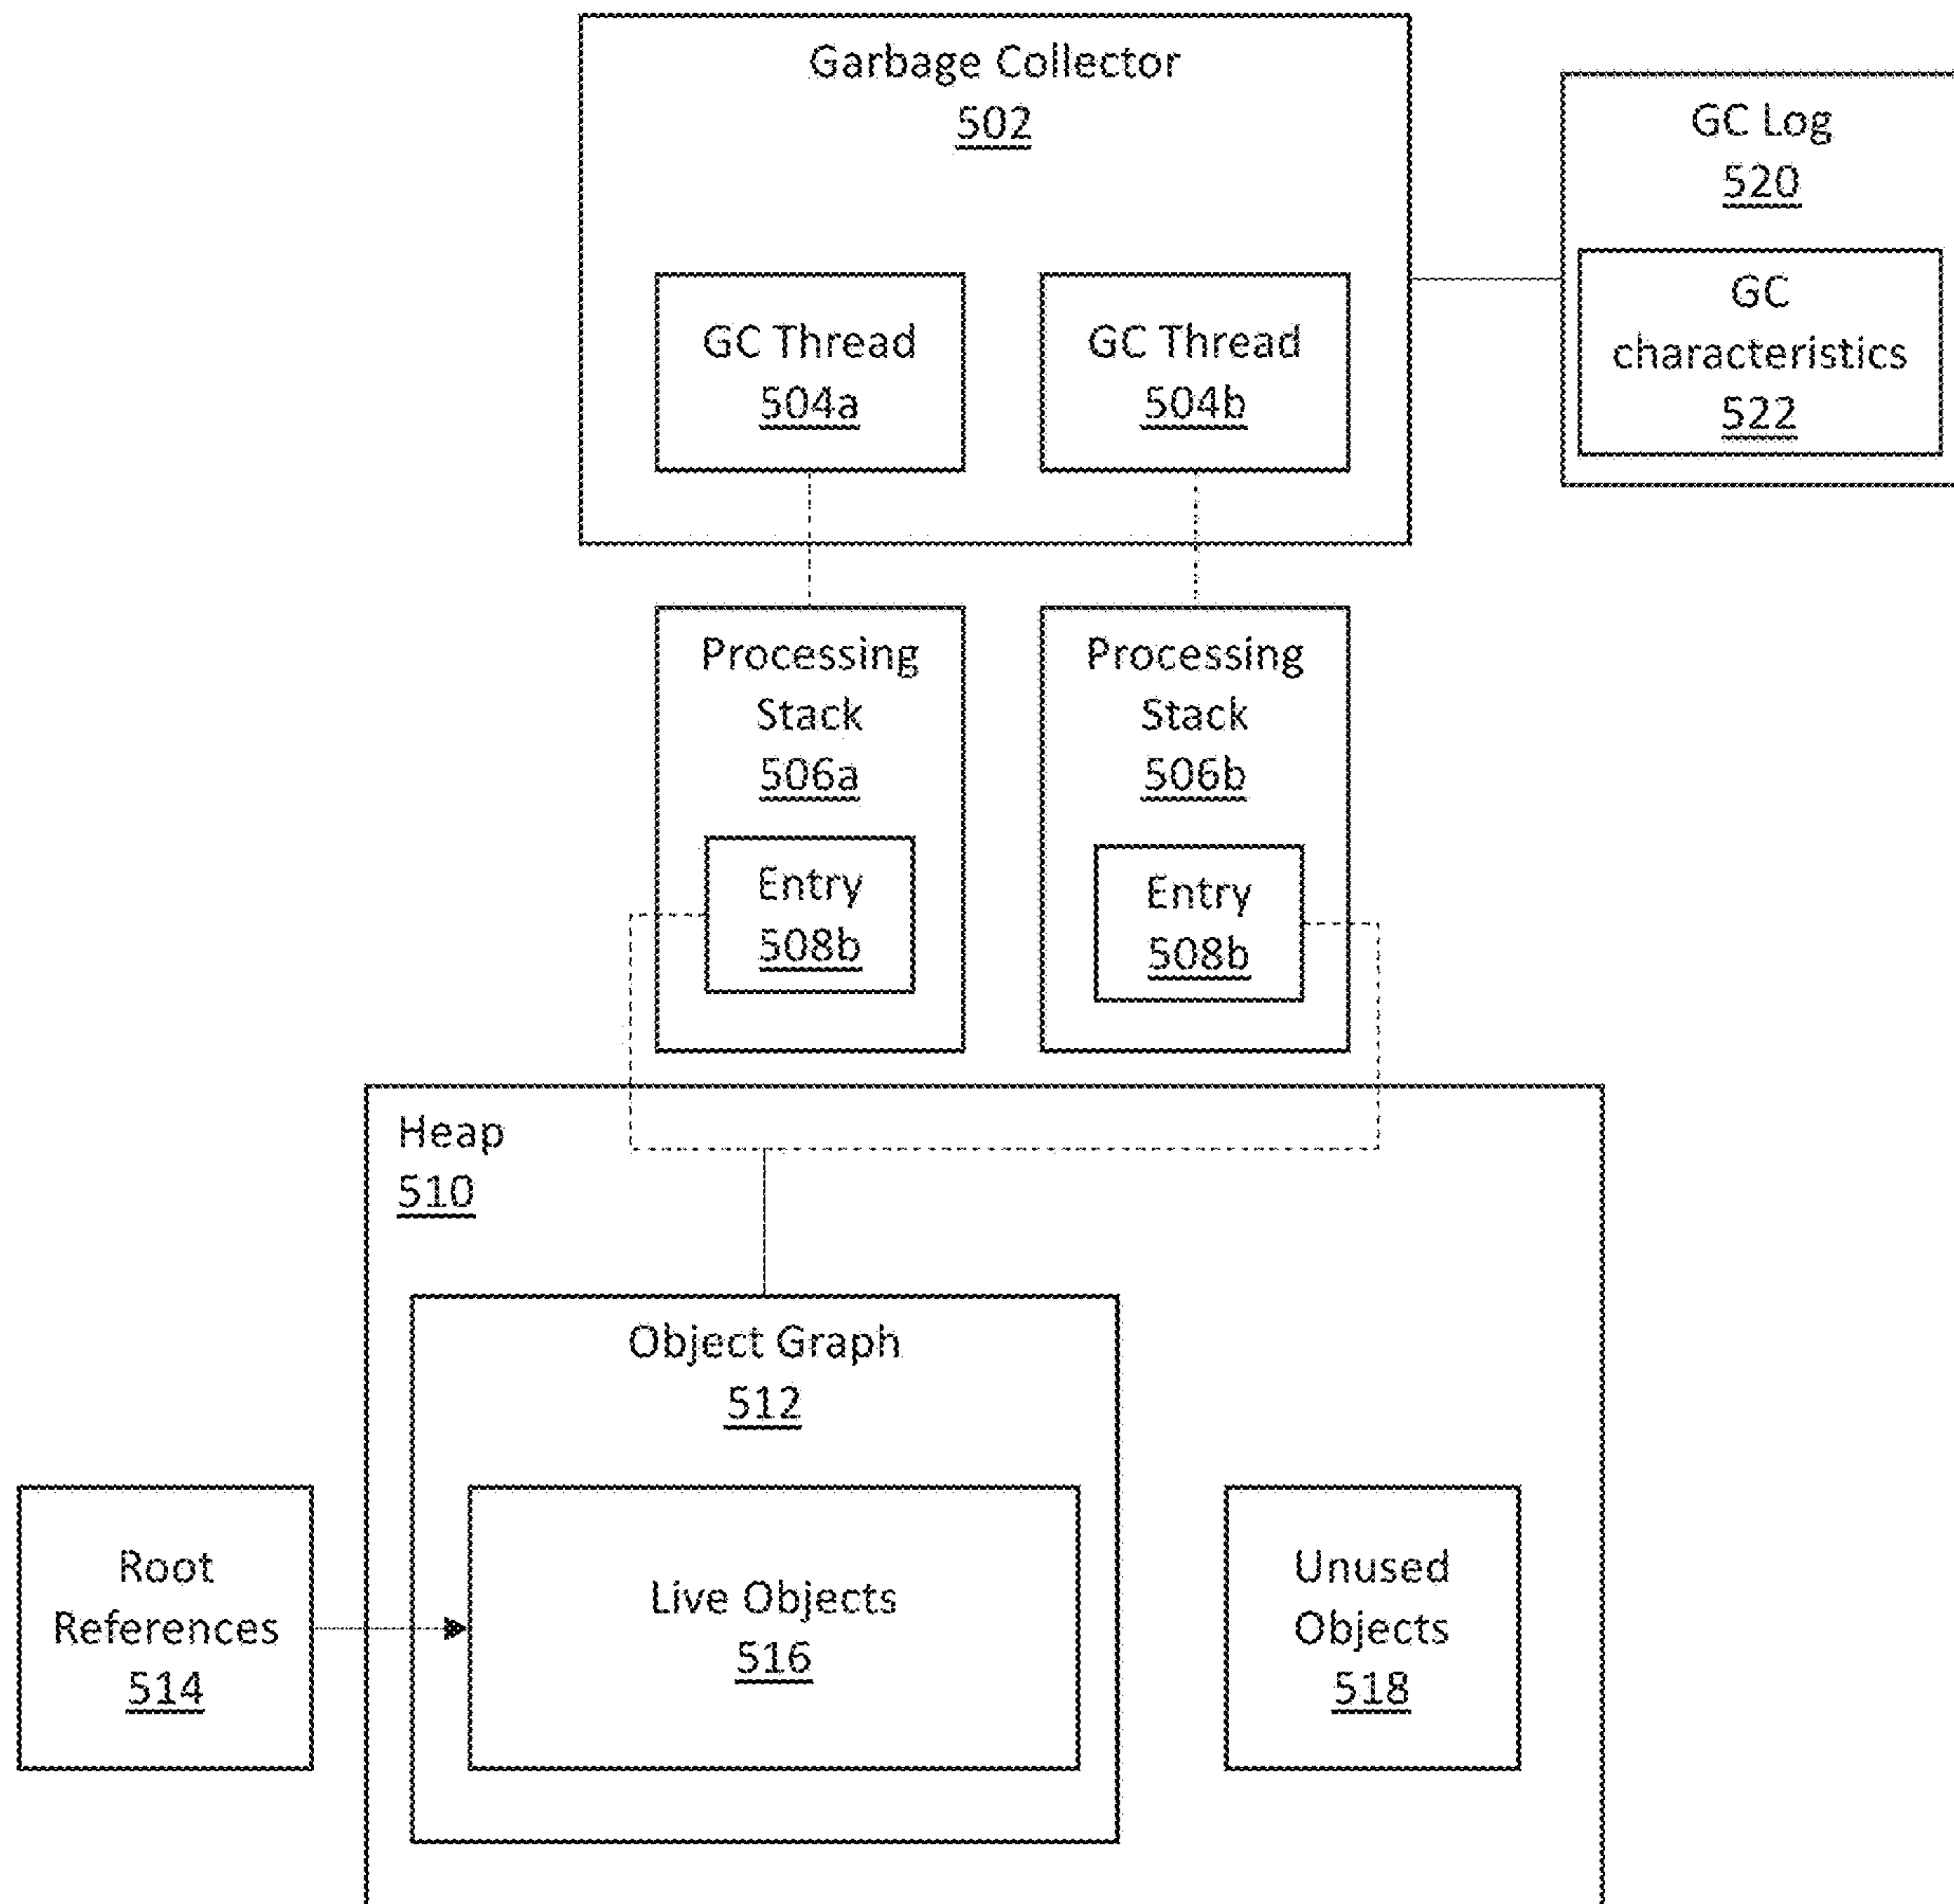 Garbage Collector
502
GC Log
520
GC
characteristics
522
GC Thread
504a
GC Thread
504b
Processing
Stack
506a
Processing
Stack
506b
Entry
508b
Entry
508b
Heap
510
Object Graph
512
Root
References
514
Live Objects
516
Unused
Objects
518